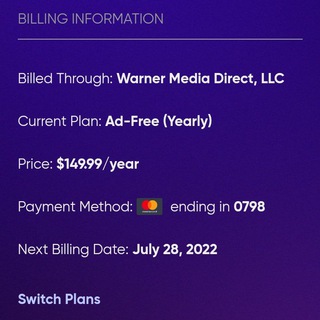 BILLING INFORMATION
Billed Through: Warner Media Direct, LLC
Current Plan: Ad-Free (Yearly)
Price: $149.99/year
Payment Method: ending in 0798
Next Billing Date: July 28, 2022
Switch Plans